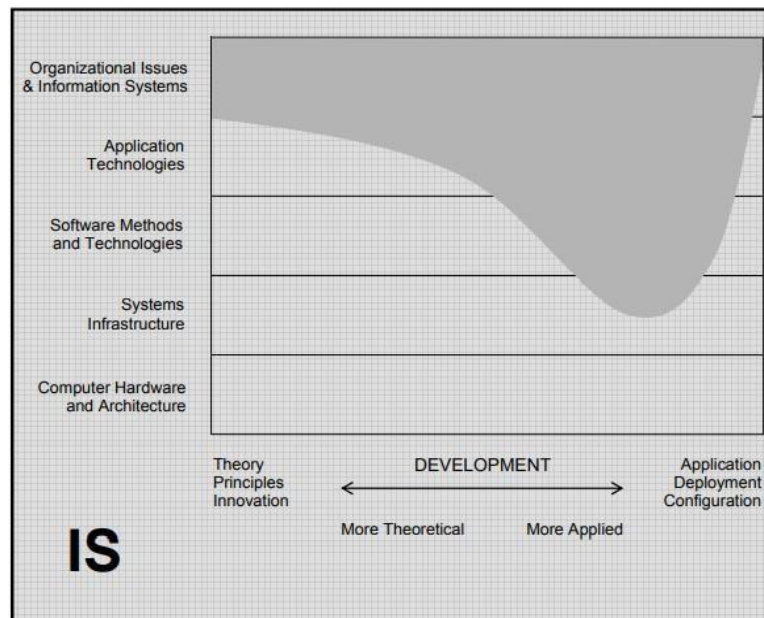 Organizational Issues
& Information Systems
Application
Technologies
Software Methods
and Technologies
Systems
Infrastructure
Computer Hardware
and Architecture
Theory
Principles
Innovation
DEVELOPMENT
Application
Deployment
Configuration
More Theoretical
More Applied
IS